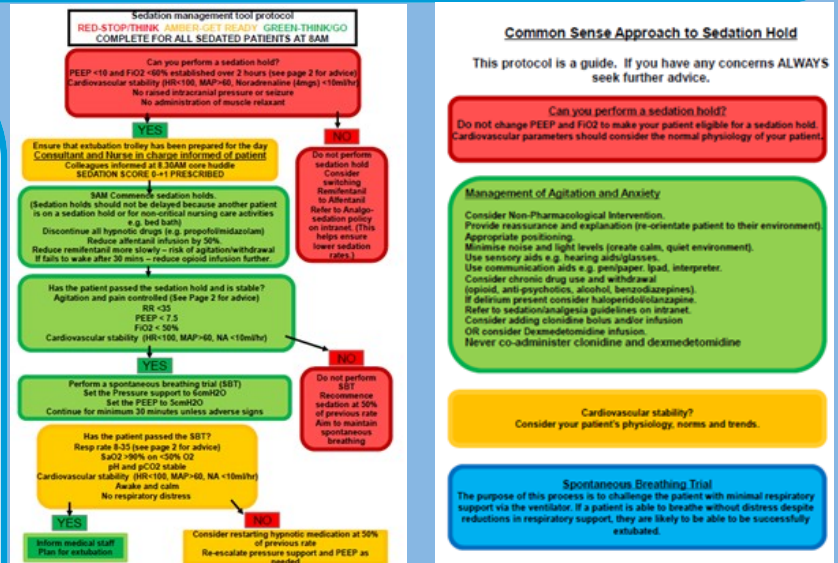 Sedation management tool protocol
RED-STOP/THINK AMBER-GET READY GREEN-THINK/GO
COMPLETE FOR ALL SEDATED PATIENTS AT 8AM
Can you perform a sedation hold?
PEEP <10 and FiO2 <60% established over 2 hours (see page 2 for advice)
Cardiovascular stability (HR<100, MAP>60, Noradrenaline (4mgs) <10ml/hr)
No raised intracranial pressure or seizure
No administration of muscle relaxant
YES
NO
Ensure that extubation trolley has been prepared for the day
Consultant and Nurse in charge informed of patient
Colleagues informed at 8.30AM core huddle
SEDATION SCORE 0-+1 PRESCRIBED
Do not perform
sedation hold
Consider
switching
Remifentanil
to Alfentanil
Refer to Analgo-
sedation policy
on intranet. (This
helps ensure
lower sedation
rates.)
9AM Commence sedation holds.
(Sedation holds should not be delayed because another patient
is on a sedation hold or for non-critical nursing care activities
e.g. bed bath)
Discontinue all hypnotic drugs (e.g. propofol/midazolam)
Reduce alfentanil infusion by 50%.
Reduce remifentanil more slowly – risk of agitation/withdrawal
If fails to wake after 30 mins – reduce opioid infusion further.
Has the patient passed the sedation hold and is stable?
Agitation and pain controlled (See Page 2 for advice)
RR <35
PEEP < 7.5
FiO2 < 50%
Cardiovascular stability (HR<100, MAP>60, NA <10ml/hr)
YES
NO
Perform a spontaneous breathing trial (SBT)
Set the Pressure support to 6cmH2O
Set the PEEP to 5cmH2O
Continue for minimum 30 minutes unless adverse signs
Do not perform
SBT
Recommence
sedation at 50%
of previous rate
Aim to maintain
spontaneous
breathing
Has the patient passed the SBT?
Resp rate 8-35 (see page 2 for advice)
SaO2 >90% on <50% O2
pH and pCO2 stable
Cardiovascular stability (HR<100, MAP>60, NA <10ml/hr)
Awake and calm
No respiratory distress
YES
NO
Inform medical staff
Plan for extubation
Consider restarting hypnotic medication at 50%
of previous rate
Re-escalate pressure support and PEEP as
needed
Common Sense Approach to Sedation Hold
This protocol is a guide. If you have any concerns ALWAYS
seek further advice.
Can you perform a sedation hold?
Do not change PEEP and FiO2 to make your patient eligible for a sedation hold.
Cardiovascular parameters should consider the normal physiology of your patient.
Management of Agitation and Anxiety
Consider Non-Pharmacological Intervention.
Provide reassurance and explanation (re-orientate patient to their environment).
Appropriate positioning.
Minimise noise and light levels (create calm, quiet environment).
Use sensory aids e.g. hearing aids/glasses.
Use communication aids e.g. pen/paper. Ipad, interpreter.
Consider chronic drug use and withdrawal
(opioid, anti-psychotics, alcohol, benzodiazepines).
If delirium present consider haloperidol/olanzapine.
Refer to sedation/analgesia guidelines on intranet.
Consider adding clonidine bolus and/or infusion
OR consider Dexmedetomidine infusion.
Never co-administer clonidine and dexmedetomidine
Cardiovascular stability?
Consider your patient's physiology, norms and trends.
Spontaneous Breathing Trial
The purpose of this process is to challenge the patient with minimal respiratory
support via the ventilator. If a patient is able to breathe without distress despite
reductions in respiratory support, they are likely to be able to be successfully
extubated.